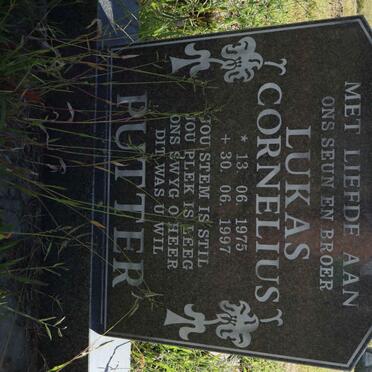 MET LIEFDE AAN
ONS SEUN EN BROER
LUKAS
CORNELIUS
* 13. 06. 1975
+ 30. 06. 1997
JOU STEM IS STIL
JOU PLEK IS LEEG
ONS SWYG O HEER
DIT WAS U WIL
PUTTER